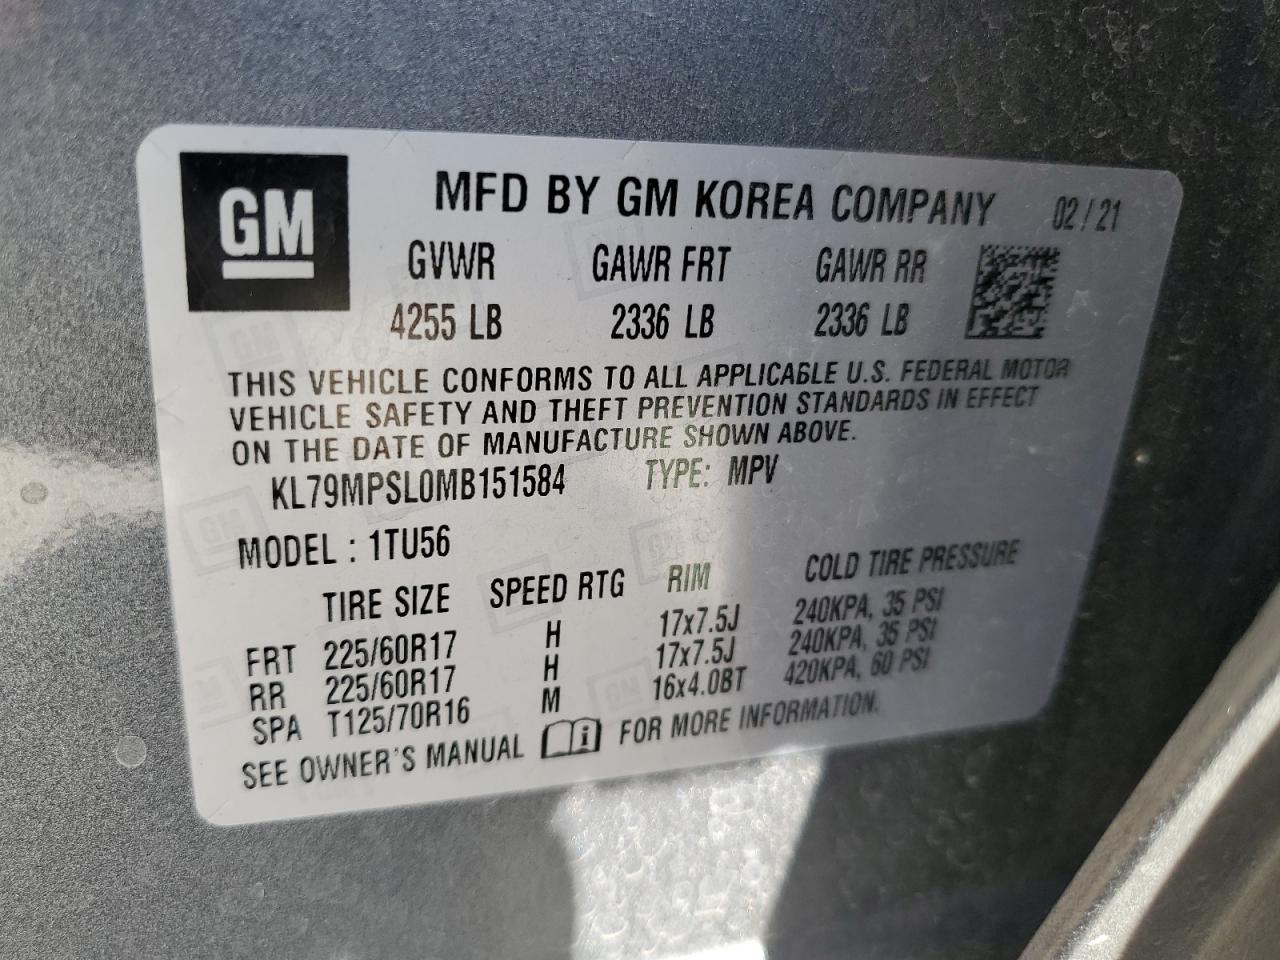 GM
MFD BY GM KOREA COMPANY 02/21
GVWR GAWR FRT GAWR RR
4255 LB 2336 LB 2336 LB
THIS VEHICLE CONFORMS TO ALL APPLICABLE U.S. FEDERAL MOTOR
VEHICLE SAFETY AND THEFT PREVENTION STANDARDS IN EFFECT
ON THE DATE OF MANUFACTURE SHOWN ABOVE.
KL79MPSL0MB151584 TYPE: MPV
MODEL : 1TU56
TIRE SIZE SPEED RTG RIM COLD TIRE PRESSURE
FRT 225/60R17 H 17x7.5J 240KPA, 35 PSI
RR 225/60R17 H 17x7.5J 240KPA, 35 PSI
SPA T125/70R16 M 16x4.0BT 420KPA, 60 PSI
SEE OWNER'S MANUAL FOR MORE INFORMATION.